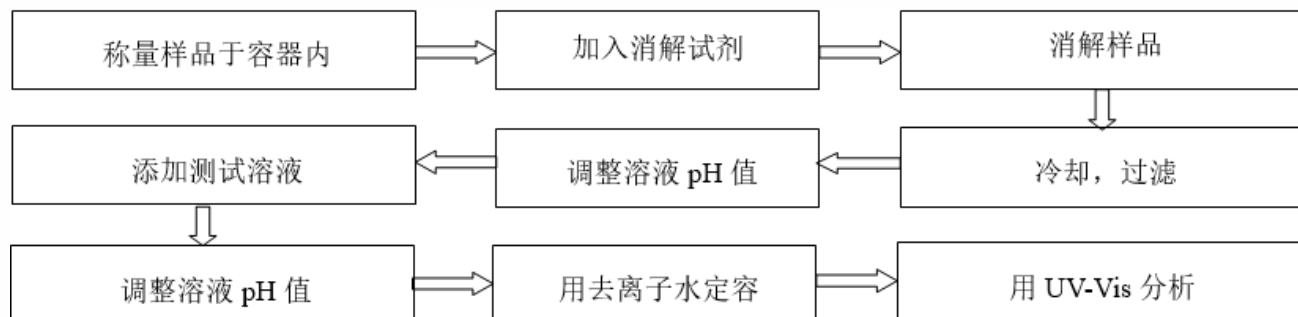 称量样品于容器内
加入消解试剂
消解样品
冷却，过滤
调整溶液 pH 值
添加测试溶液
调整溶液 pH 值
用去离子水定容
用 UV-Vis 分析